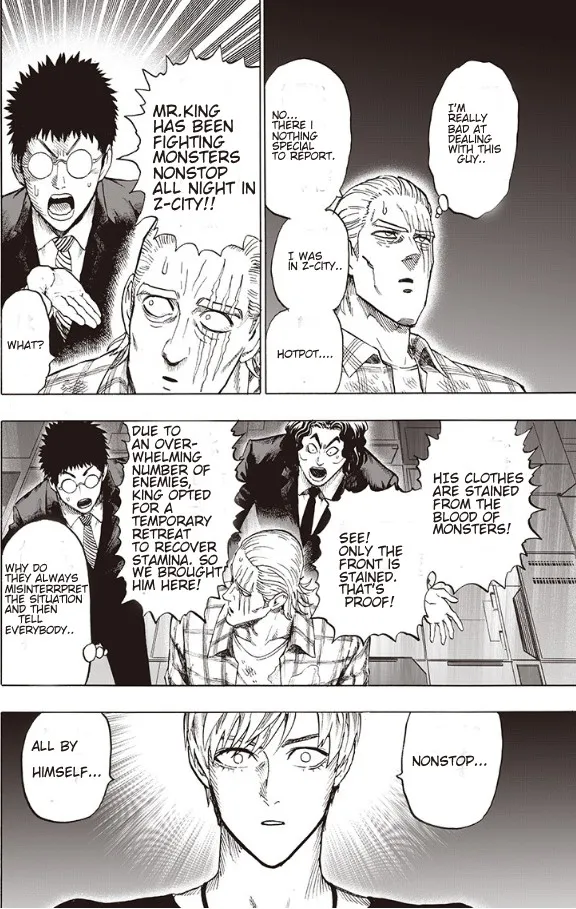 I'M
REALLY
BAD AT
DEALING
WITH THIS
GUY..
NO...
THERE I
NOTHING
SPECIAL
TO REPORT.
I WAS
IN Z-CITY..
HOTPOT....
MR.KING
HAS BEEN
FIGHTING
MONSTERS
NONSTOP
ALL NIGHT IN
Z-CITY!!
WHAT?
HIS CLOTHES
ARE STAINED
FROM THE
BLOOD OF
MONSTERS!
SEE!
ONLY THE
FRONT IS
STAINED.
THAT'S
PROOF!
DUE TO
AN OVER-
WHELMING
NUMBER OF
ENEMIES,
KING OPTED
FOR A
TEMPORARY
RETREAT
TO RECOVER
STAMINA. SO
WE BROUGHT
HIM HERE!
WHY DO
THEY ALWAYS
MISINTERRPRET
THE SITUATION
AND THEN
TELL
EVERYBODY..
NONSTOP...
ALL BY
HIMSELF...